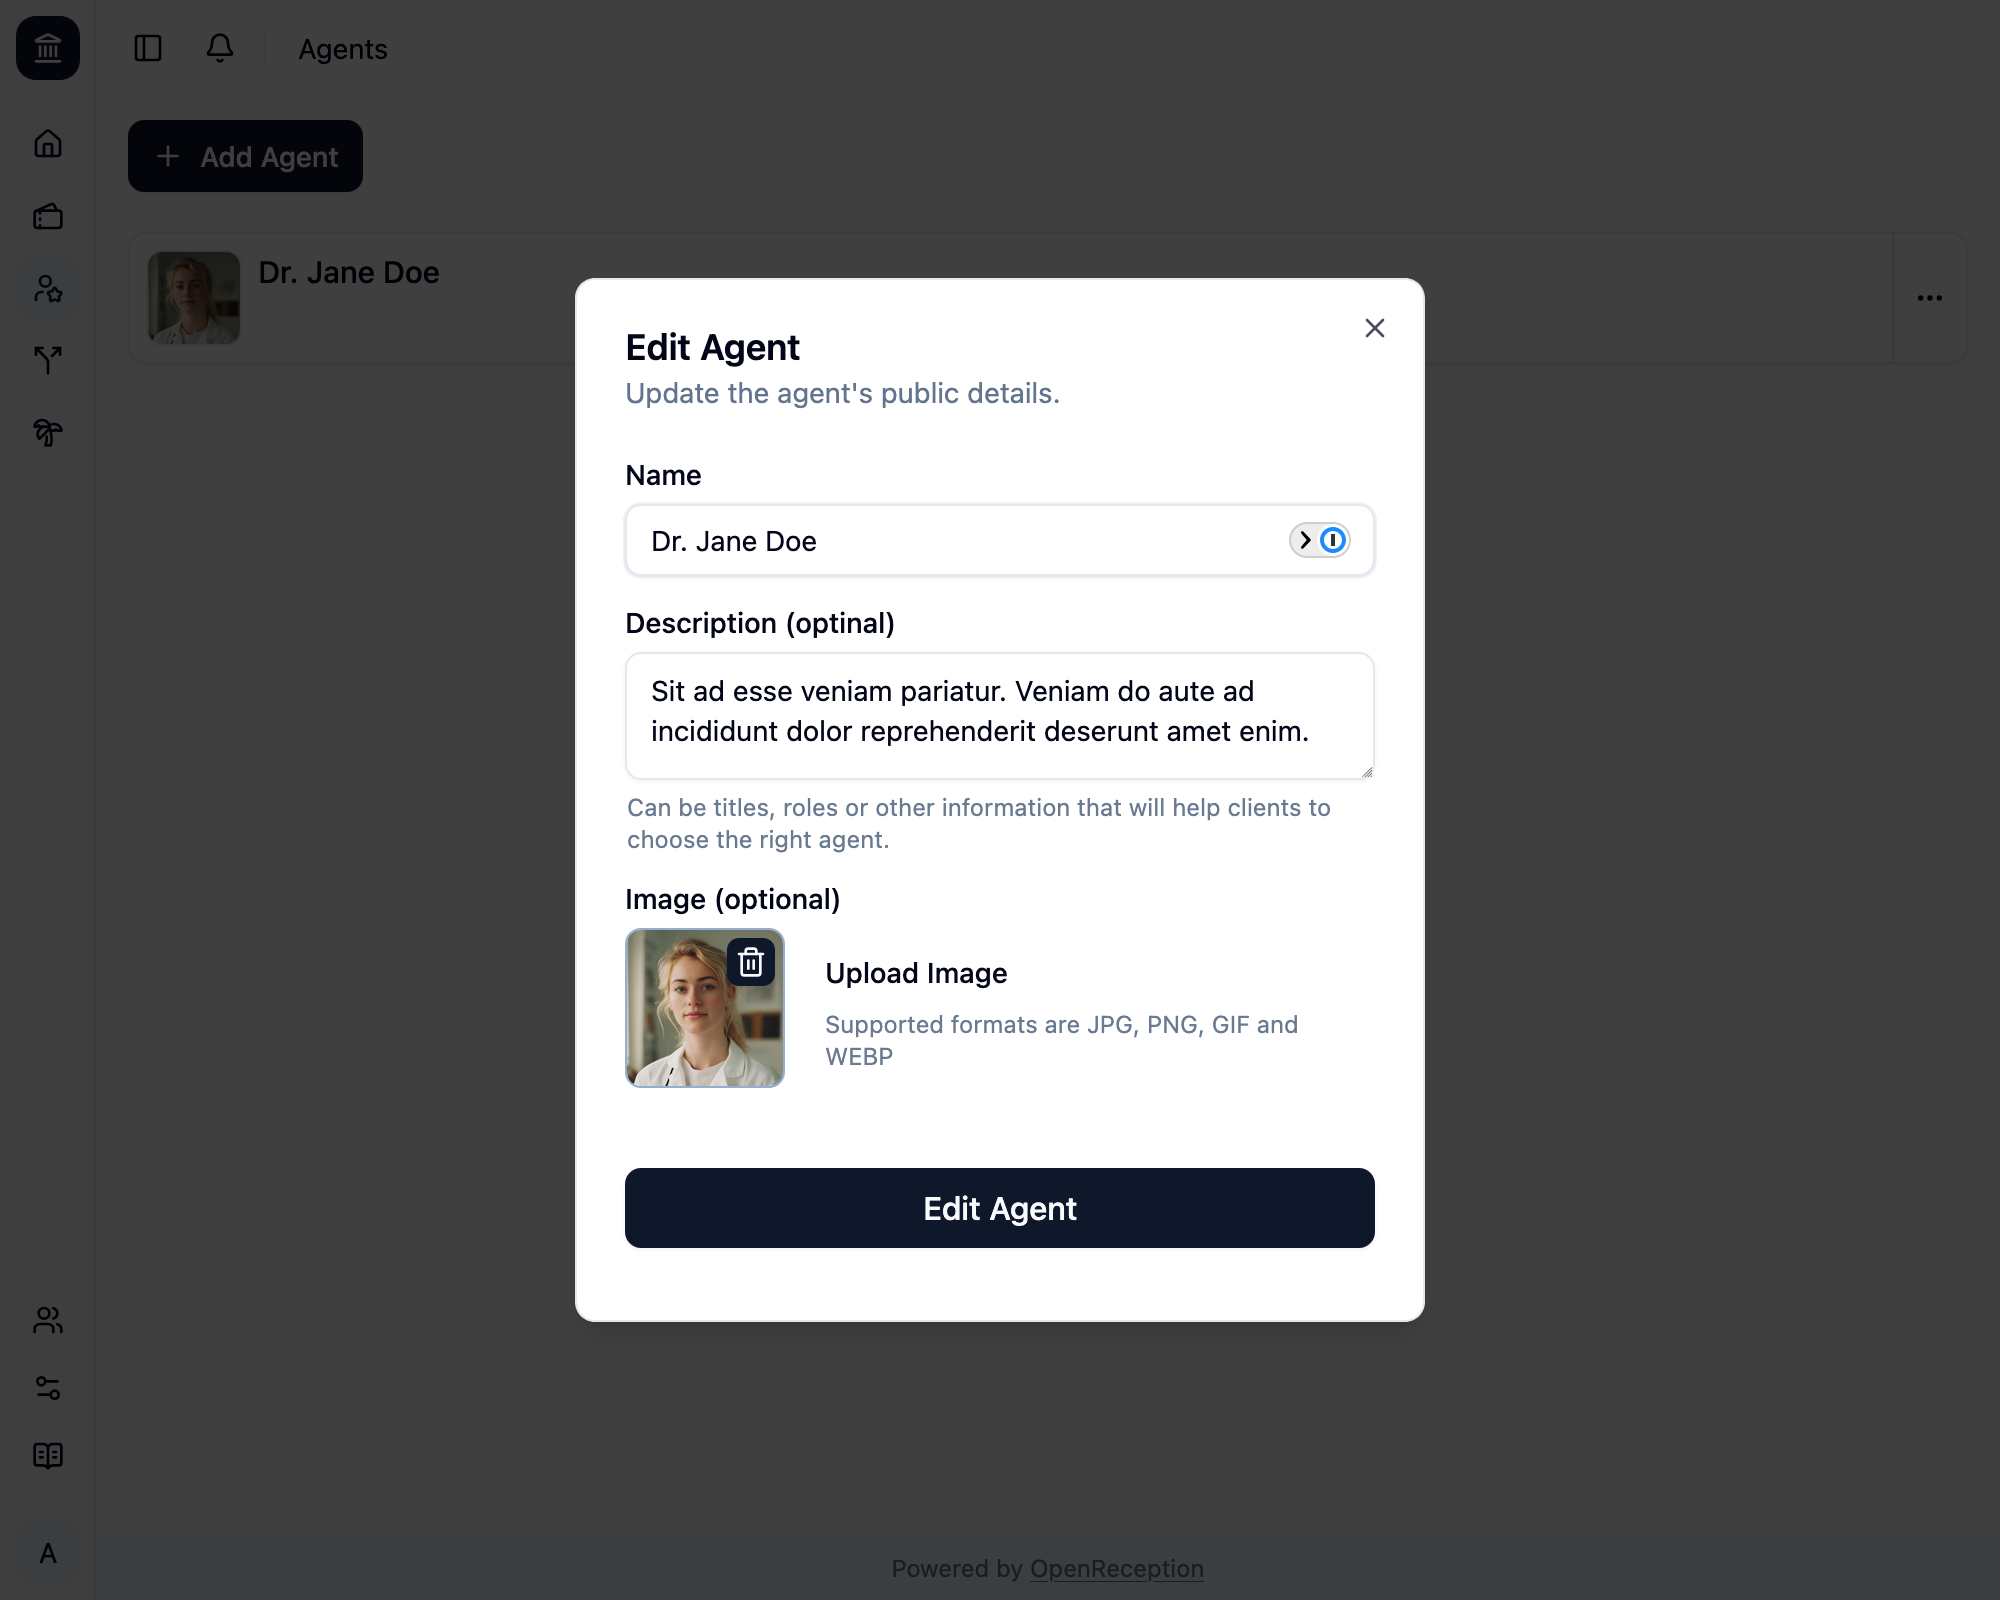 Agents
Add Agent
Dr. Jane Doe
Edit Agent
Update the agent's public details.
Name
Dr. Jane Doe
Description (optinal)
Sit ad esse veniam pariatur. Veniam do aute ad
incididunt dolor reprehenderit deserunt amet enim.
Can be titles, roles or other information that will help clients to
choose the right agent.
Image (optional)
Upload Image
Supported formats are JPG, PNG, GIF and
WEBP
Edit Agent
A
Powered by OpenReception